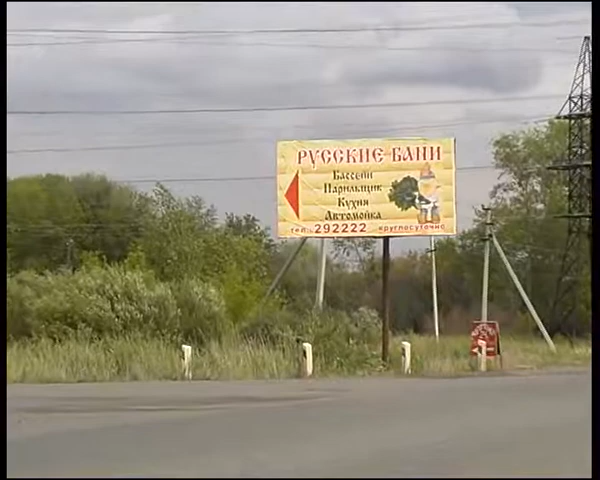 РУССКИЕ БАНИ
Бассейн
Парильщик
Кухня
Автомойка
тел. 292222 круглосуточно